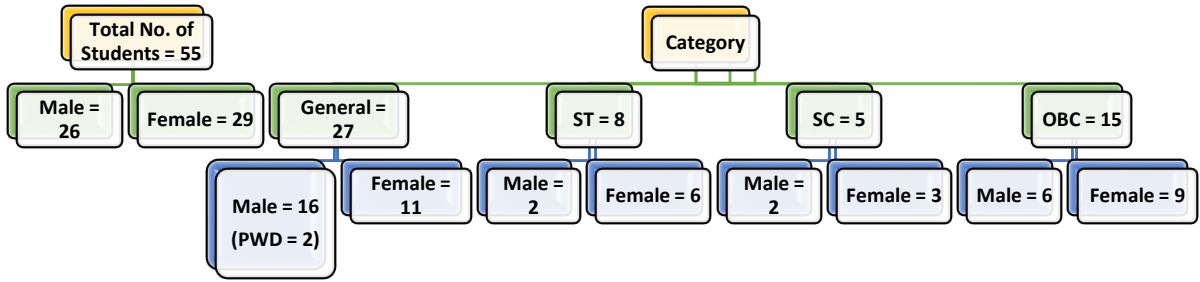 Total No. of
Students = 55
Category
Male =
26
Female = 29
General =
27
ST = 8
SC = 5
OBC = 15
Male = 16
(PWD = 2)
Female =
11
Male =
2
Female = 6
Male =
2
Female = 3
Male = 6
Female = 9